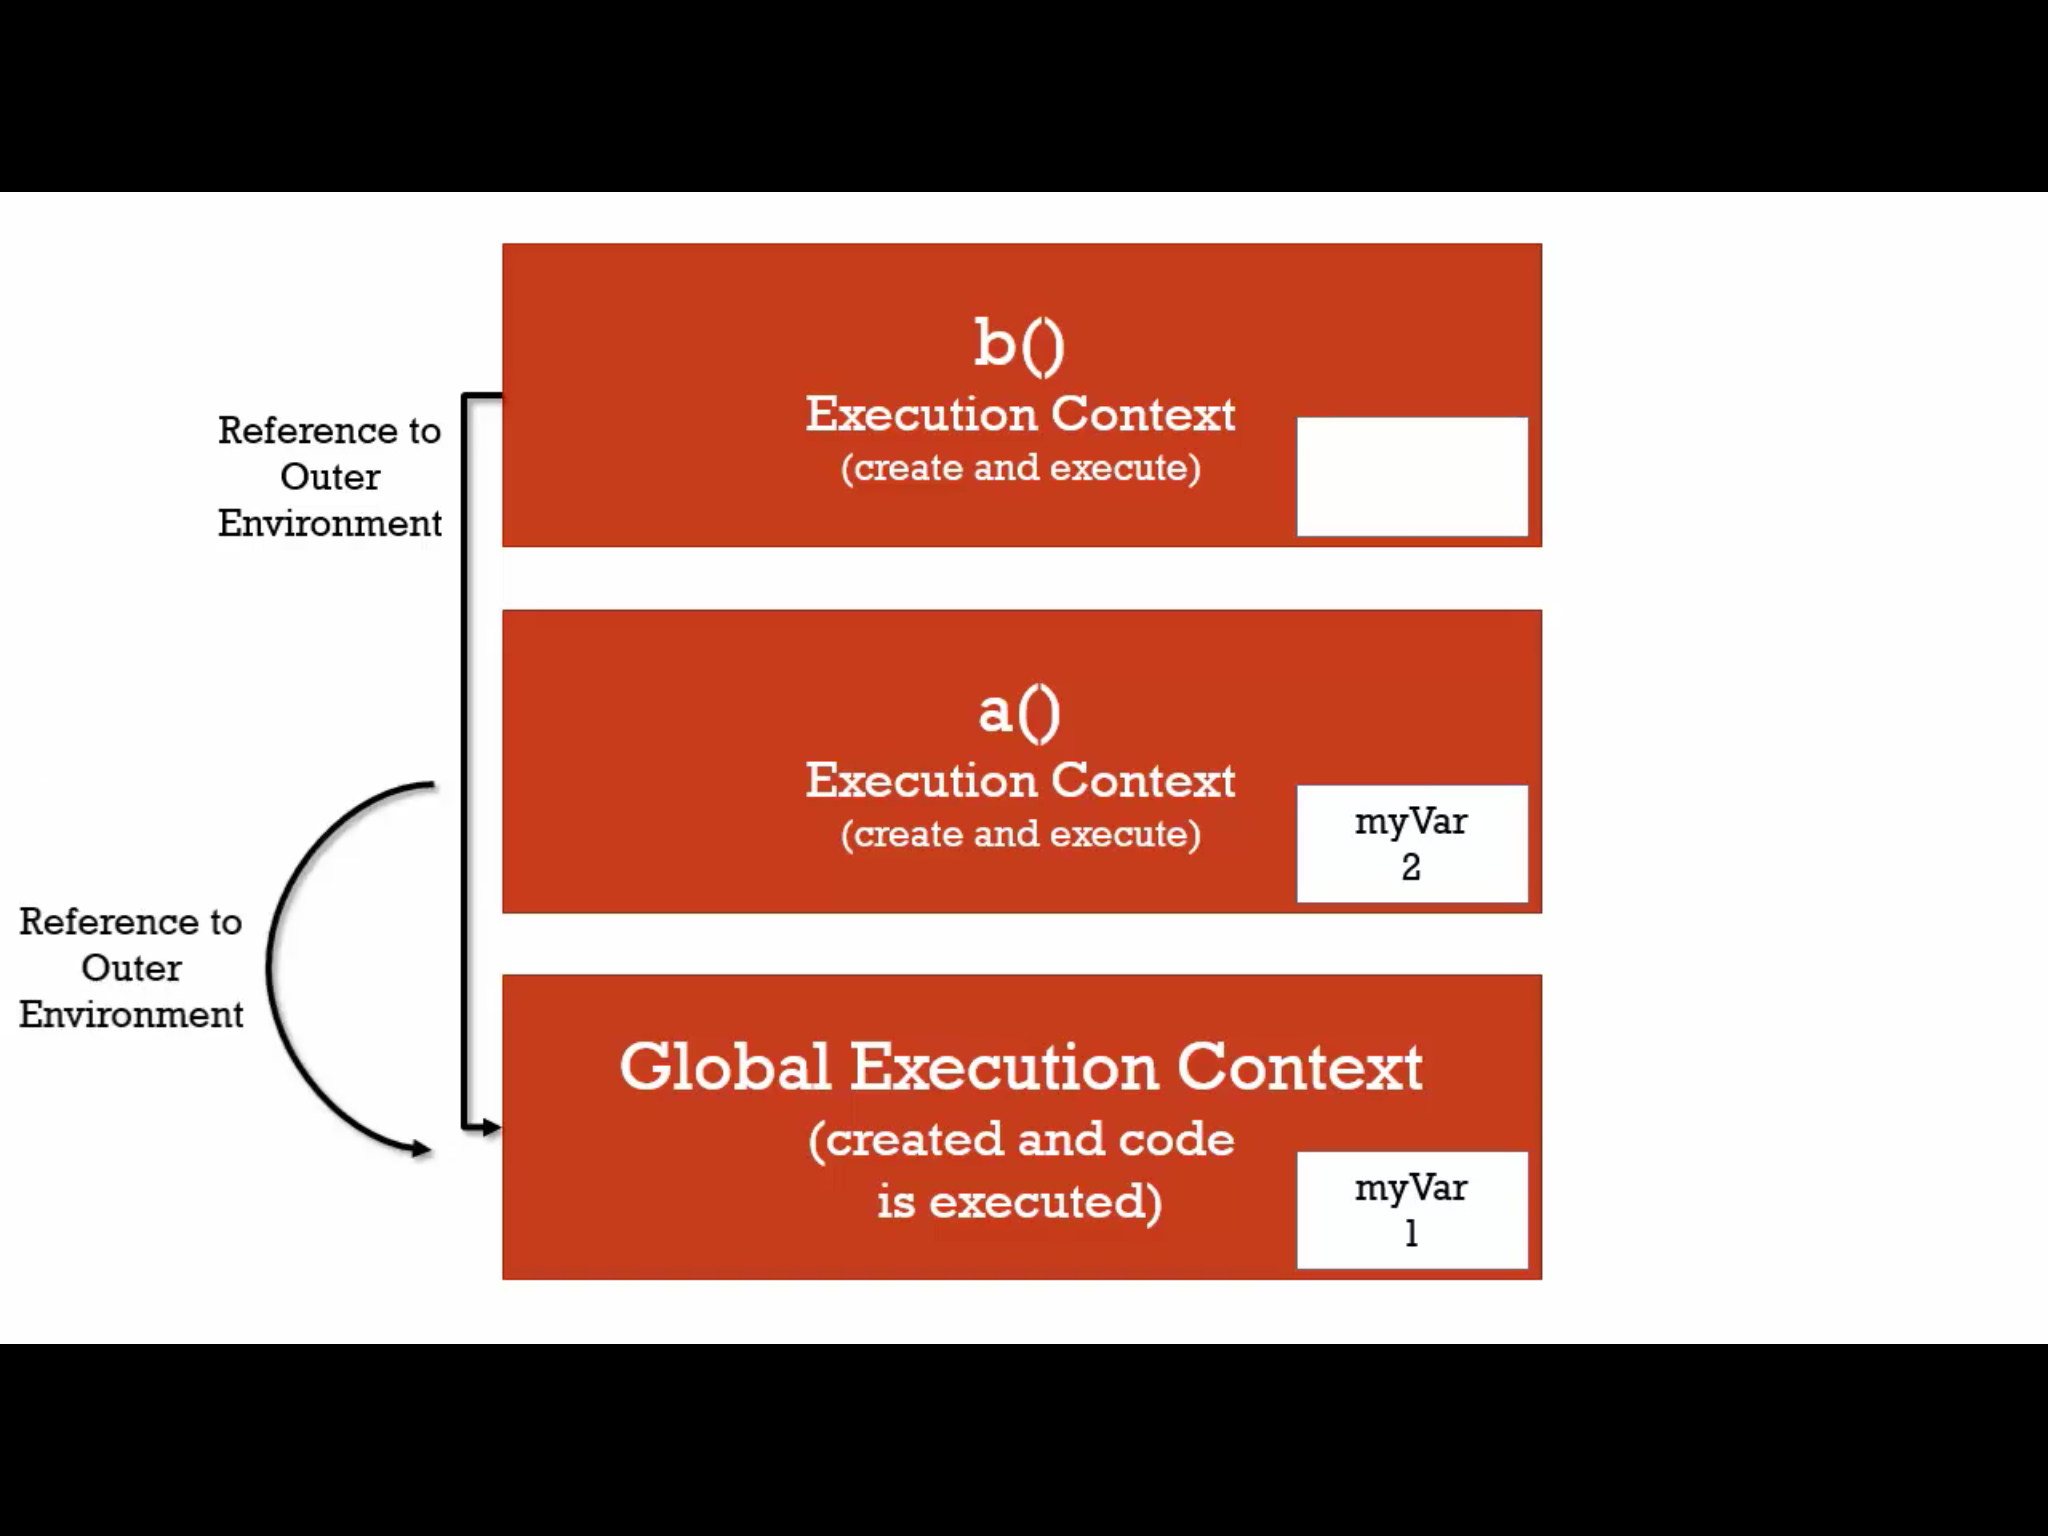 b()
Execution Context
(create and execute)
Reference to
Outer
Environment
a()
Execution Context
(create and execute)
myVar
2
Reference to
Outer
Environment
Global Execution Context
(created and code
is executed)
myVar
1